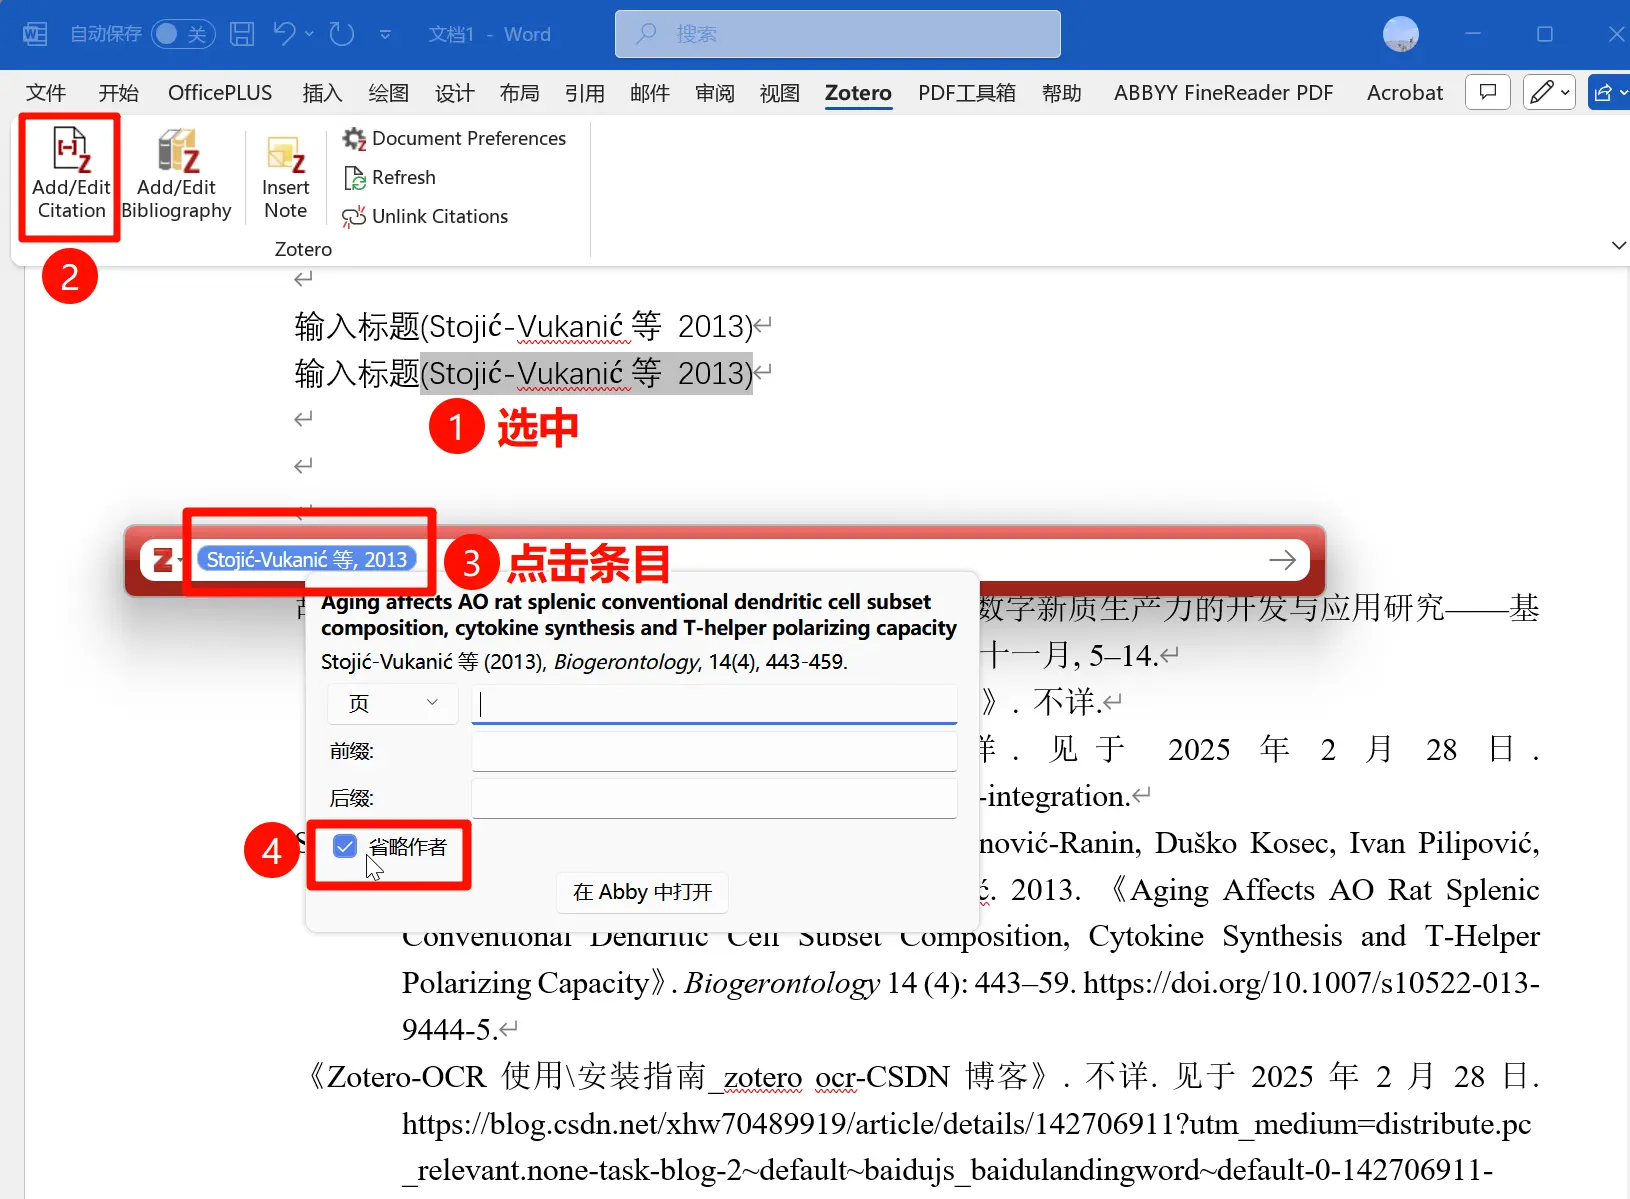 自动保存 关 文档1 - Word 搜索
文件 开始 OfficePLUS 插入 绘图 设计 布局 引用 邮件 审阅 视图 Zotero PDF工具箱 帮助 ABBYY FineReader PDF Acrobat
Add/Edit Citation
Add/Edit Bibliography
Insert Note
Document Preferences
Refresh
Unlink Citations
Zotero
2
输入标题(Stojić-Vukanić 等 2013)
输入标题(Stojić-Vukanić 等 2013)
1 选中
Z Stojić-Vukanić 等, 2013
3 点击条目
Aging affects AO rat splenic conventional dendritic cell subset
composition, cytokine synthesis and T-helper polarizing capacity
Stojić-Vukanić 等 (2013), Biogerontology, 14(4), 443-459.
页
前缀:
后缀:
4 省略作者
在 Abby 中打开
数字新质生产力的开发与应用研究——基
十一月, 5–14.
》. 不详.
. 见于 2025 年 2 月 28 日.
-integration.
nović-Ranin, Duško Kosec, Ivan Pilipović,
ć. 2013. 《Aging Affects AO Rat Splenic
Conventional Dendritic Cell Subset Composition, Cytokine Synthesis and T-Helper
Polarizing Capacity》. Biogerontology 14 (4): 443–59. https://doi.org/10.1007/s10522-013-
9444-5.
《Zotero-OCR 使用\安装指南_zotero ocr-CSDN 博客》. 不详. 见于 2025 年 2 月 28 日.
https://blog.csdn.net/xhw70489919/article/details/142706911?utm_medium=distribute.pc
_relevant.none-task-blog-2~default~baidujs_baidulandingword~default-0-142706911-